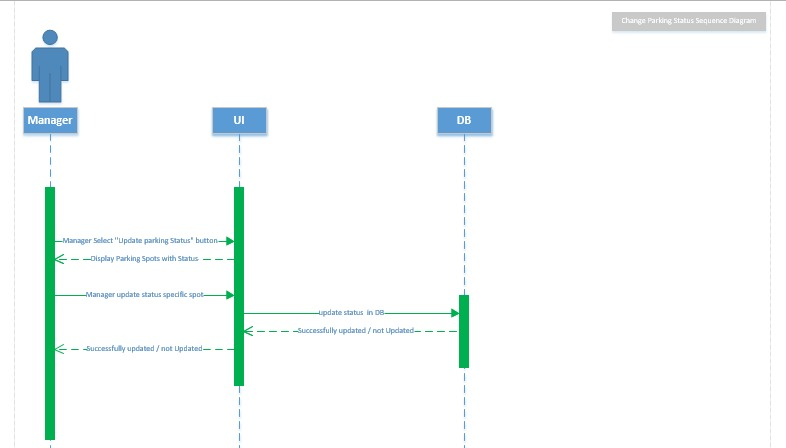 Change Parking Status Sequence Diagram
Manager
UI
DB
Manager Select "Update parking Status" button
Display Parking Spots with Status
Manager update status specific spot
update status in DB
Successfully updated / not Updated
Successfully updated / not Updated